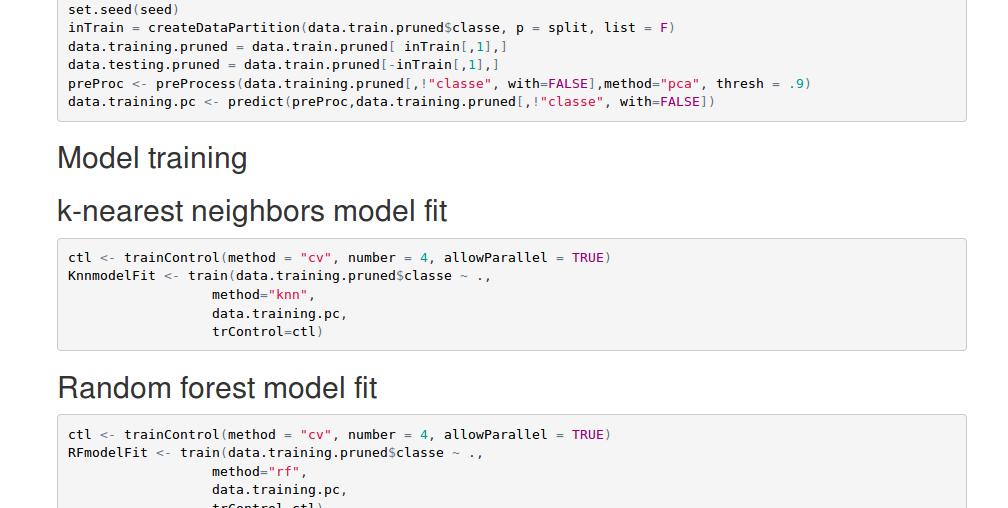 set.seed(seed)
inTrain = createDataPartition(data.train.pruned$classe, p = split, list = F)
data.training.pruned = data.train.pruned[ inTrain[,1],]
data.testing.pruned = data.train.pruned[-inTrain[,1],]
preProc <- preProcess(data.training.pruned[,!"classe", with=FALSE],method="pca", thresh = .9)
data.training.pc <- predict(preProc,data.training.pruned[,!"classe", with=FALSE])
Model training
k-nearest neighbors model fit
ctl <- trainControl(method = "cv", number = 4, allowParallel = TRUE)
KnnmodelFit <- train(data.training.pruned$classe ~ .,
method="knn",
data.training.pc,
trControl=ctl)
Random forest model fit
ctl <- trainControl(method = "cv", number = 4, allowParallel = TRUE)
RFmodelFit <- train(data.training.pruned$classe ~ .,
method="rf",
data.training.pc,
trControl=ctl)